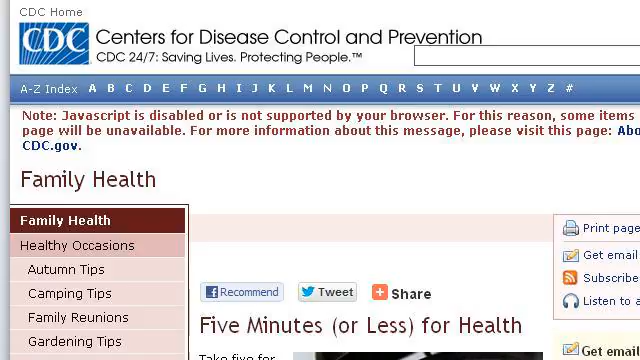 CDC Home
CDC
Centers for Disease Control and Prevention
CDC 24/7: Saving Lives. Protecting People.™
A-Z Index A B C D E F G H I J K L M N O P Q R S T U V W X Y Z #
Note: Javascript is disabled or is not supported by your browser. For this reason, some items
page will be unavailable. For more information about this message, please visit this page: Abo
CDC.gov.
Family Health
Family Health
Healthy Occasions
Autumn Tips
Camping Tips
Family Reunions
Gardening Tips
Recommend
Tweet
Share
Five Minutes (or Less) for Health
Take five for
Print page
Get email
Subscribe
Listen to a
Get email